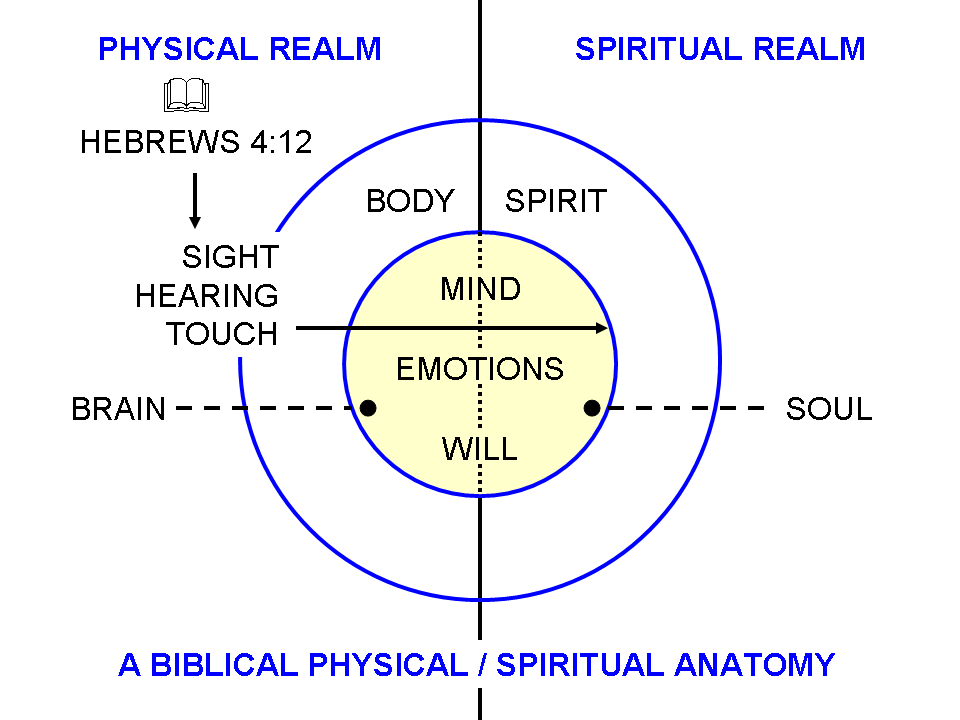 PHYSICAL REALM
SPIRITUAL REALM
HEBREWS 4:12
BODY
SPIRIT
SIGHT
HEARING
TOUCH
MIND
EMOTIONS
BRAIN
SOUL
WILL
A BIBLICAL PHYSICAL / SPIRITUAL ANATOMY